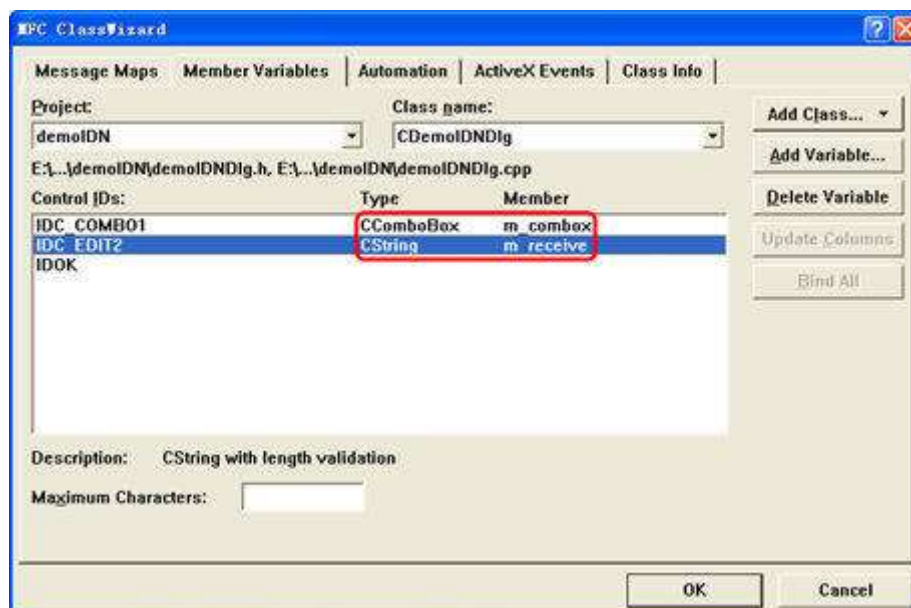 MFC ClassWizard
Message Maps Member Variables Automation ActiveX Events Class Info
Project: Class name:
demoIDN CDemoIDNDlg
Add Class...
E:\...\demoIDN\demoIDNDlg.h, E:\...\demoIDN\demoIDNDlg.cpp
Add Variable...
Control IDs: Type Member
Delete Variable
IDC_COMBO1 CComboBox m_combox
IDC_EDIT2 CString m_receive
IDOK
Update Columns
Bind All
Description: CString with length validation
Maximum Characters:
OK Cancel